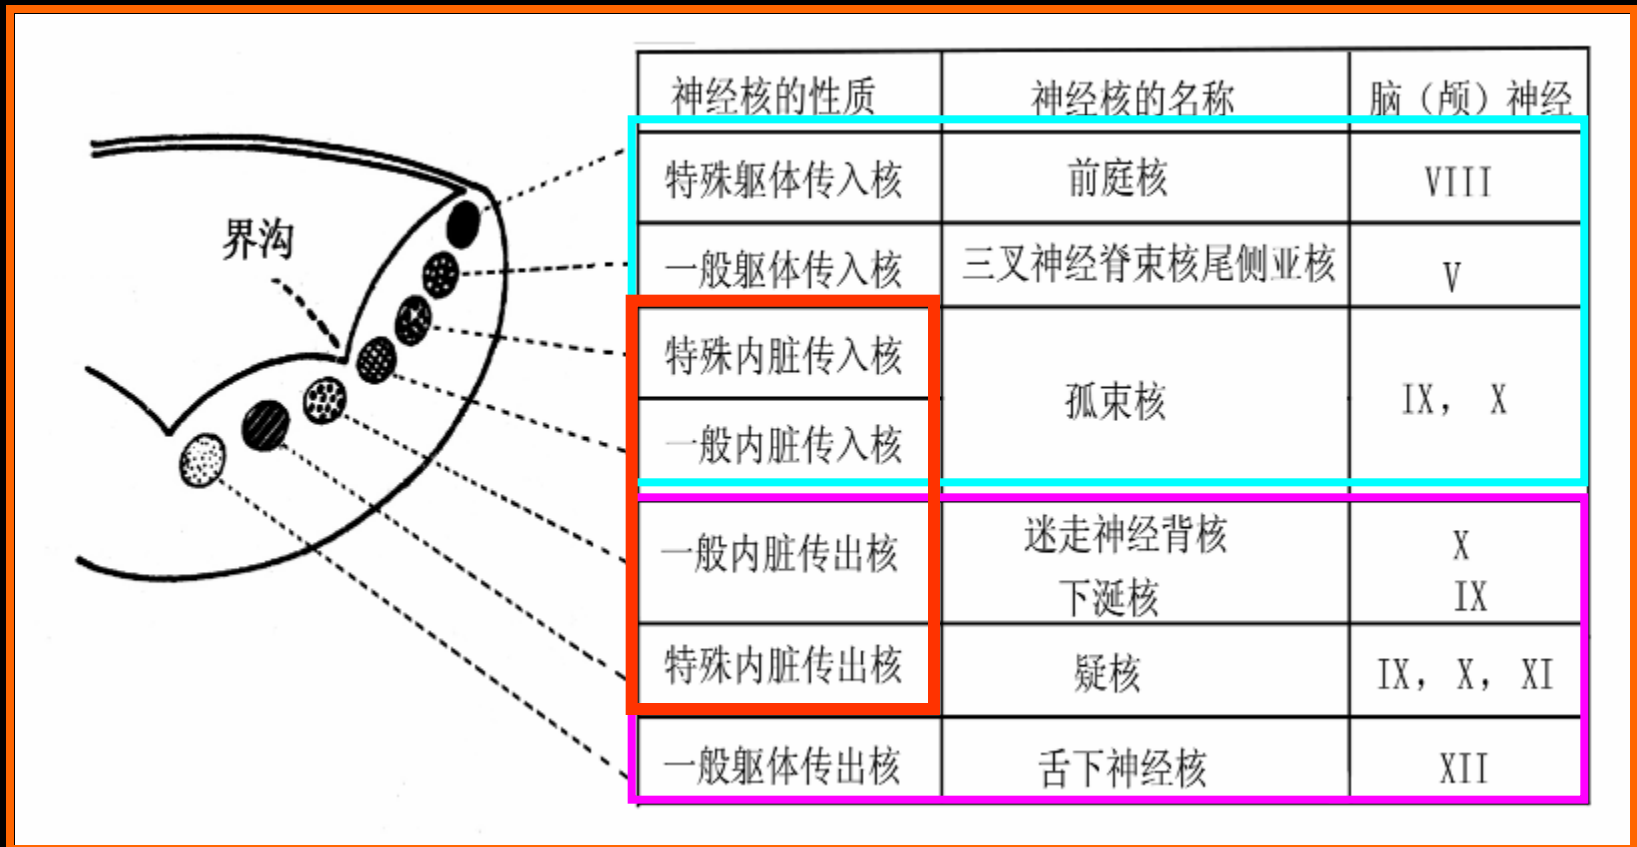 神经核的性质 神经核的名称 脑（颅）神经
特殊躯体传入核 前庭核 VIII
界沟
一般躯体传入核 三叉神经脊束核尾侧亚核 V
特殊内脏传入核
孤束核 IX， X
一般内脏传入核
一般内脏传出核 迷走神经背核 X
下涎核 IX
特殊内脏传出核 疑核 IX，X，XI
一般躯体传出核 舌下神经核 XII